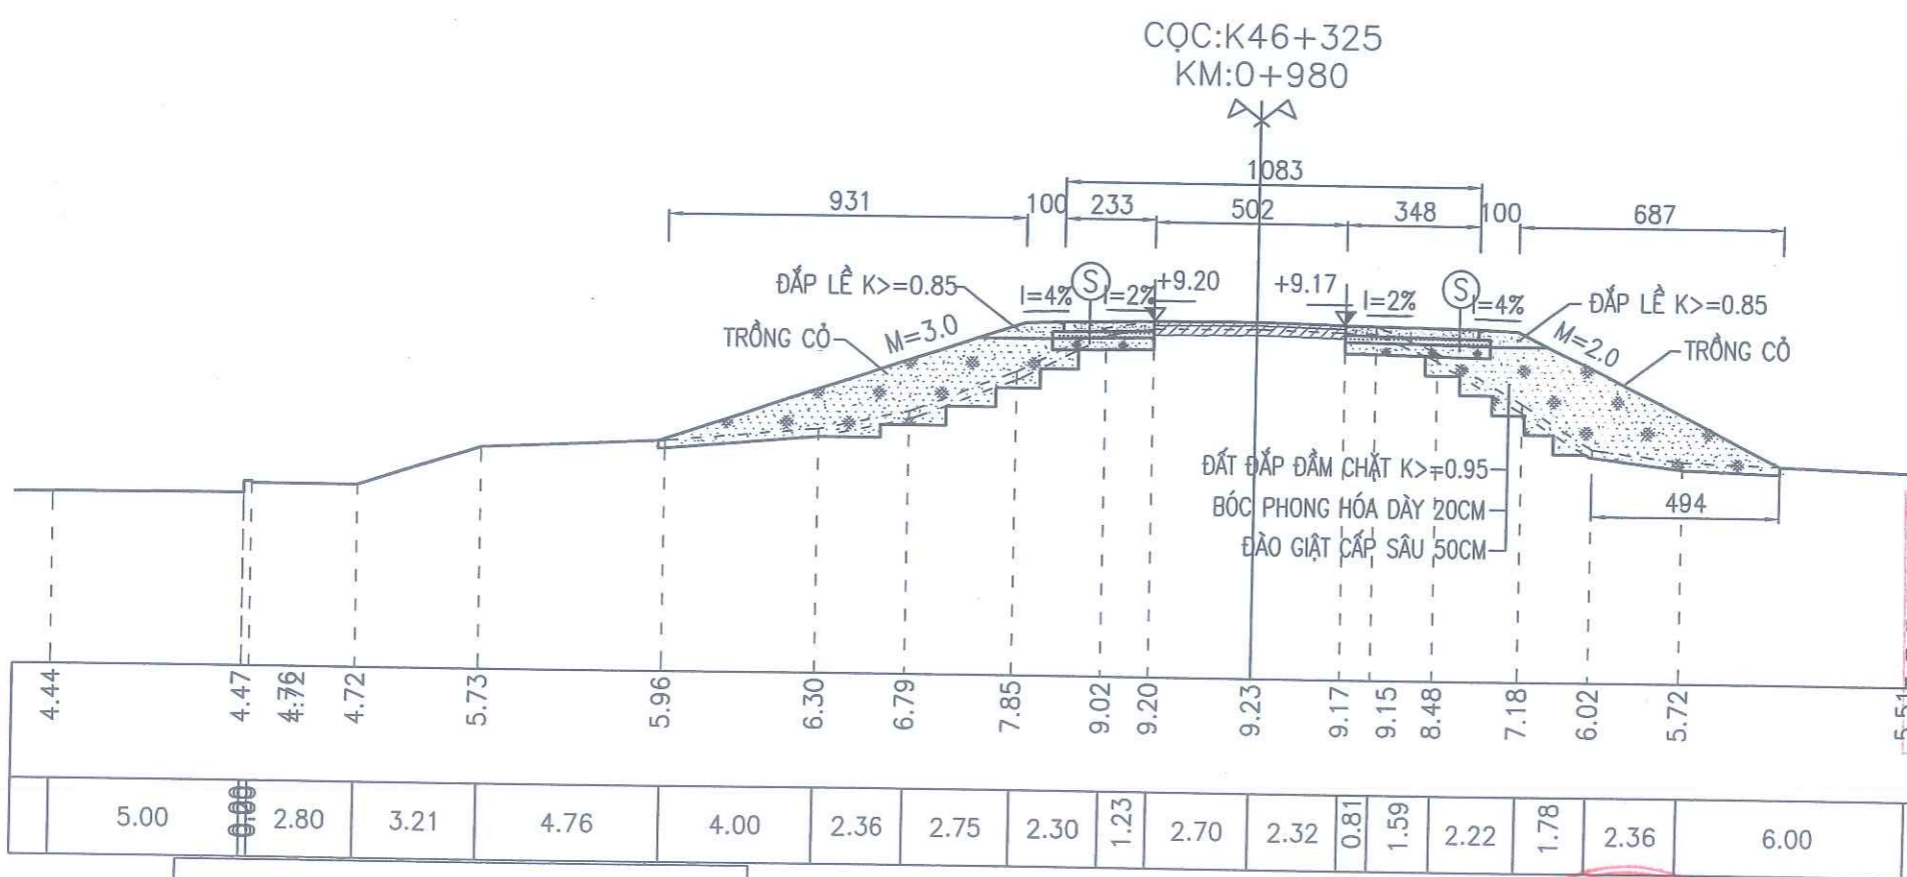 CỌC:K46+325
KM:0+980
1083
931 100 233 502 348 100 687
ĐẮP LỀ K>=0.85
I=4%
S
I=2%
+9.20
+9.17
I=2%
S
I=4%
ĐẮP LỀ K>=0.85
TRỒNG CỎ
M=3.0
M=2.0
TRỒNG CỎ
ĐẤT ĐẮP ĐẦM CHẶT K>=0.95
BÓC PHONG HÓA DÀY 20CM
ĐÀO GIẬT CẤP SÂU 50CM
494
4.44 4.47 4.76 4.72 4.72 5.73 5.96 6.30 6.79 7.85 9.02 9.20 9.23 9.17 9.15 8.48 7.18 6.02 5.72 5.51
5.00 2.80 3.21 4.76 4.00 2.36 2.75 2.30 1.23 2.70 2.32 0.81 1.59 2.22 1.78 2.36 6.00